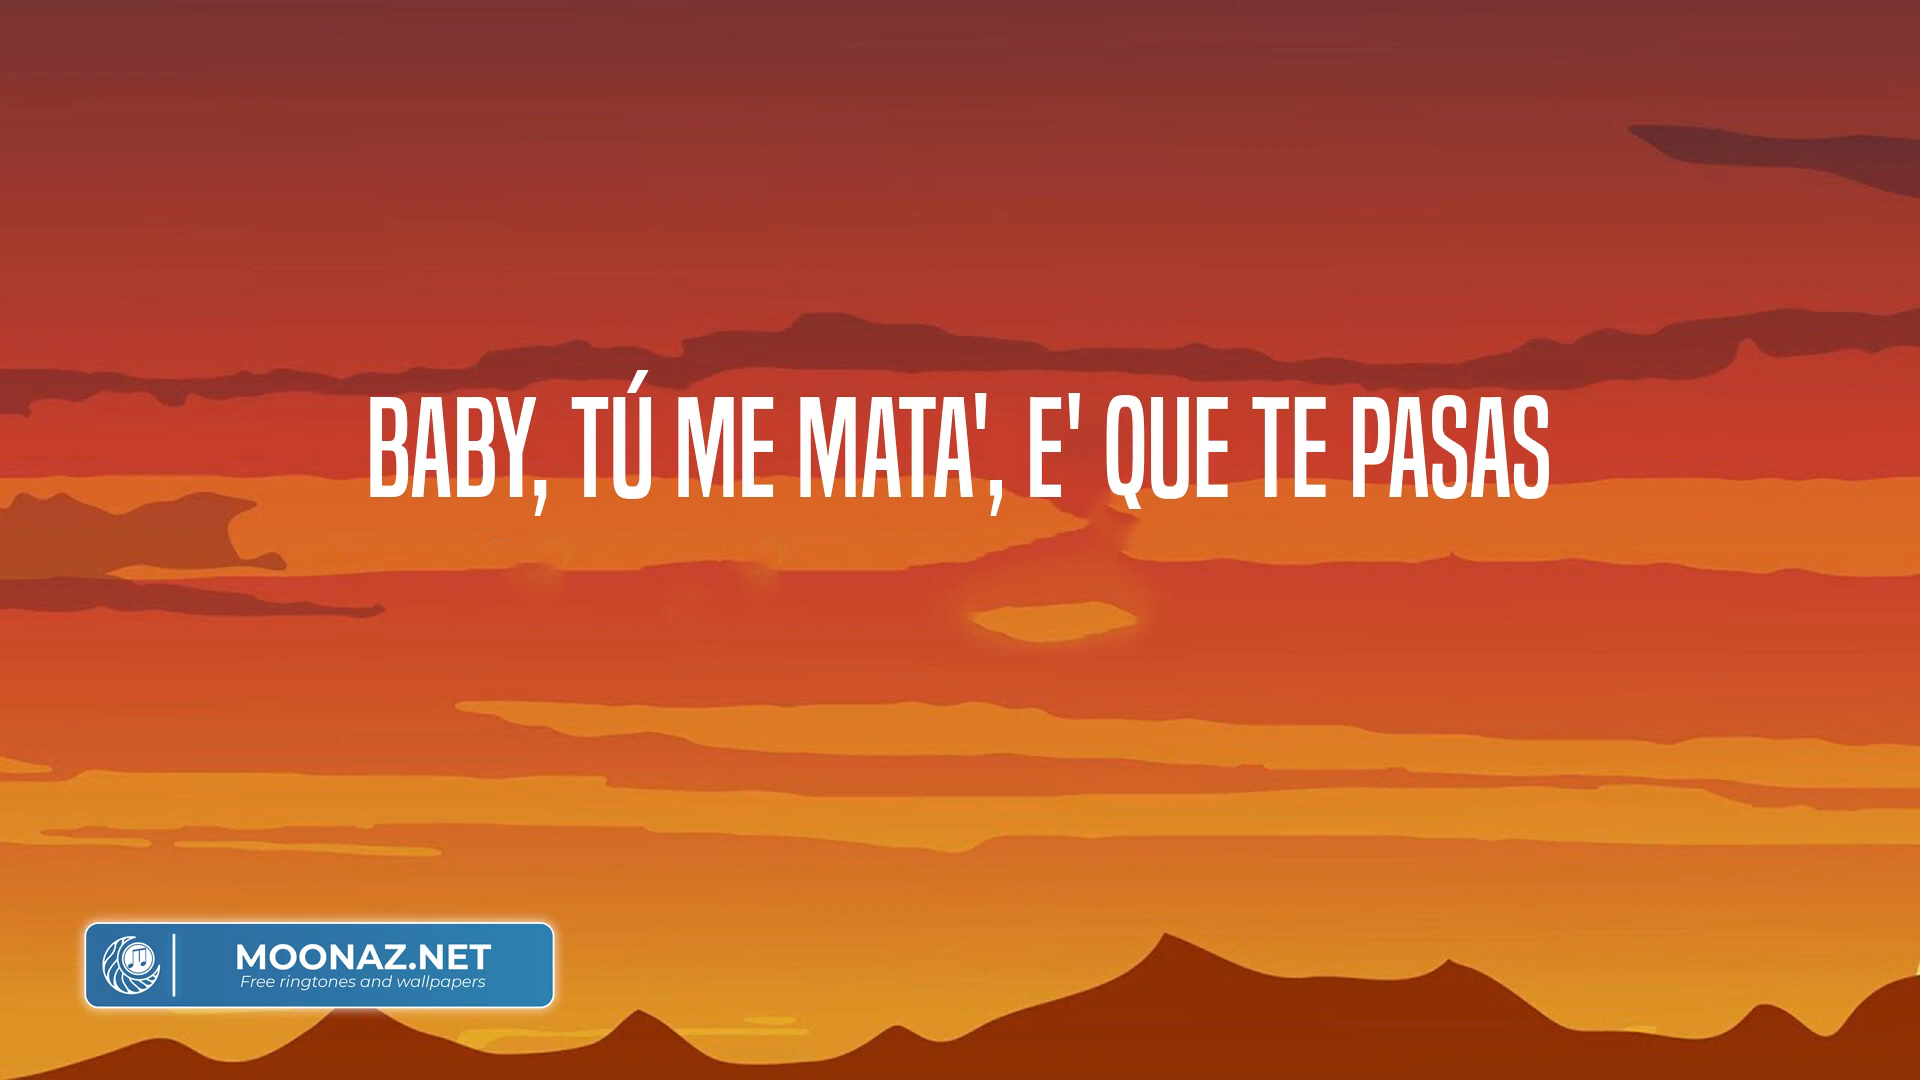 BABY, TÚ ME MATA', E' QUE TE PASAS
MOONAZ.NET
Free ringtones and wallpapers